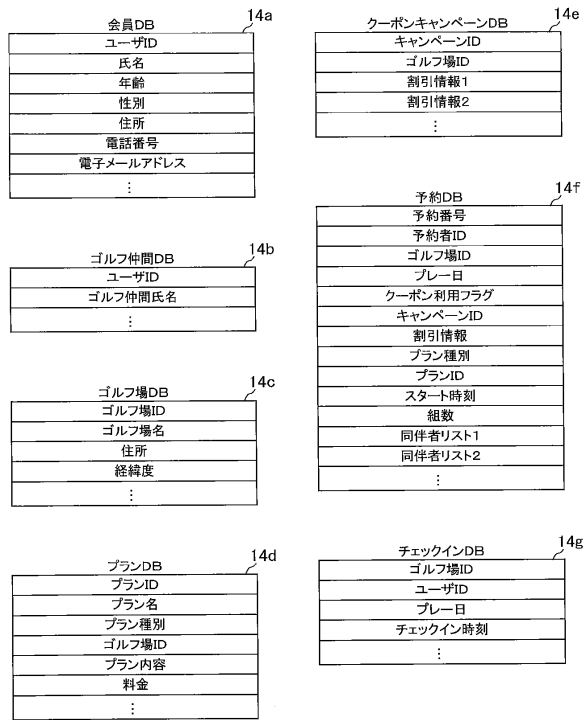 会員DB
14a
ユーザID
氏名
年齢
性別
住所
電話番号
電子メールアドレス
⋮
ゴルフ仲間DB
14b
ユーザID
ゴルフ仲間氏名
⋮
ゴルフ場DB
14c
ゴルフ場ID
ゴルフ場名
住所
経緯度
⋮
プランDB
14d
プランID
プラン名
プラン種別
ゴルフ場ID
プラン内容
料金
⋮
クーポンキャンペーンDB
14e
キャンペーンID
ゴルフ場ID
割引情報1
割引情報2
⋮
予約DB
14f
予約番号
予約者ID
ゴルフ場ID
プレー日
クーポン利用フラグ
キャンペーンID
割引情報
プラン種別
プランID
スタート時刻
組数
同伴者リスト1
同伴者リスト2
⋮
チェックインDB
14g
ゴルフ場ID
ユーザID
プレー日
チェックイン時刻
⋮